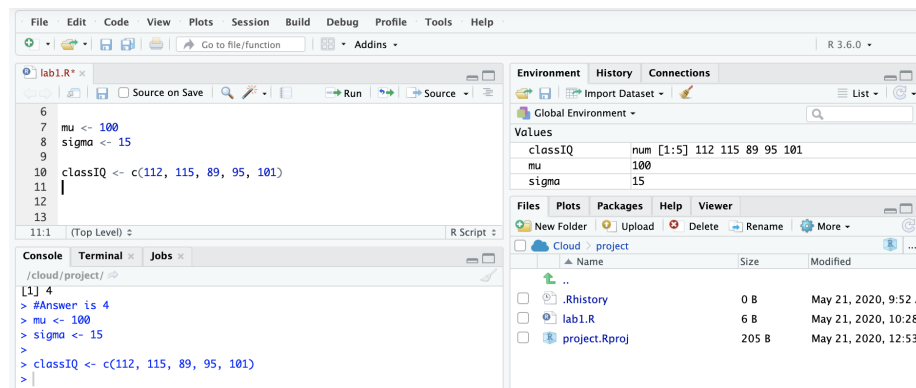 File Edit Code View Plots Session Build Debug Profile Tools Help
Go to file/function Addins R 3.6.0
lab1.R*
Source on Save Run Source
6
7 mu <- 100
8 sigma <- 15
9
10 classIQ <- c(112, 115, 89, 95, 101)
11
12
13
11:1 (Top Level) R Script
Console Terminal Jobs
/cloud/project/
[1] 4
> #Answer is 4
> mu <- 100
> sigma <- 15
>
> classIQ <- c(112, 115, 89, 95, 101)
>
Environment History Connections
Import Dataset List
Global Environment
Values
classIQ num [1:5] 112 115 89 95 101
mu 100
sigma 15
Files Plots Packages Help Viewer
New Folder Upload Delete Rename More
Cloud > project ...
Name Size Modified
..
.Rhistory 0 B May 21, 2020, 9:52
lab1.R 6 B May 21, 2020, 10:28
project.Rproj 205 B May 21, 2020, 12:53